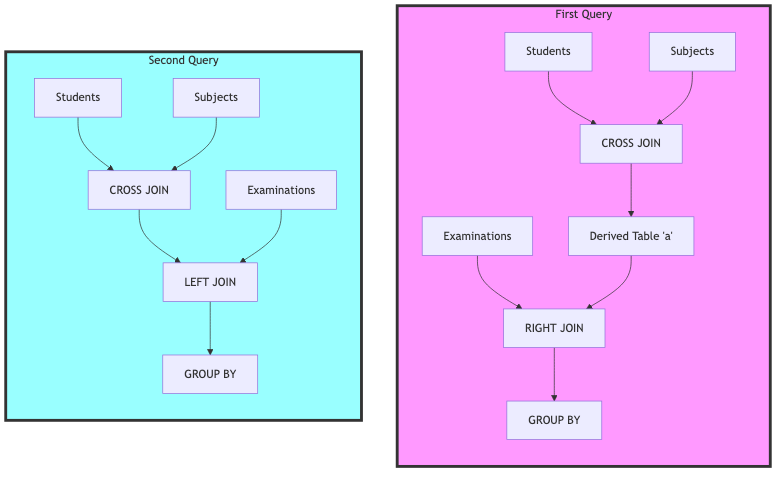 Second Query
Students
Subjects
CROSS JOIN
Examinations
LEFT JOIN
GROUP BY
First Query
Students
Subjects
CROSS JOIN
Examinations
Derived Table 'a'
RIGHT JOIN
GROUP BY